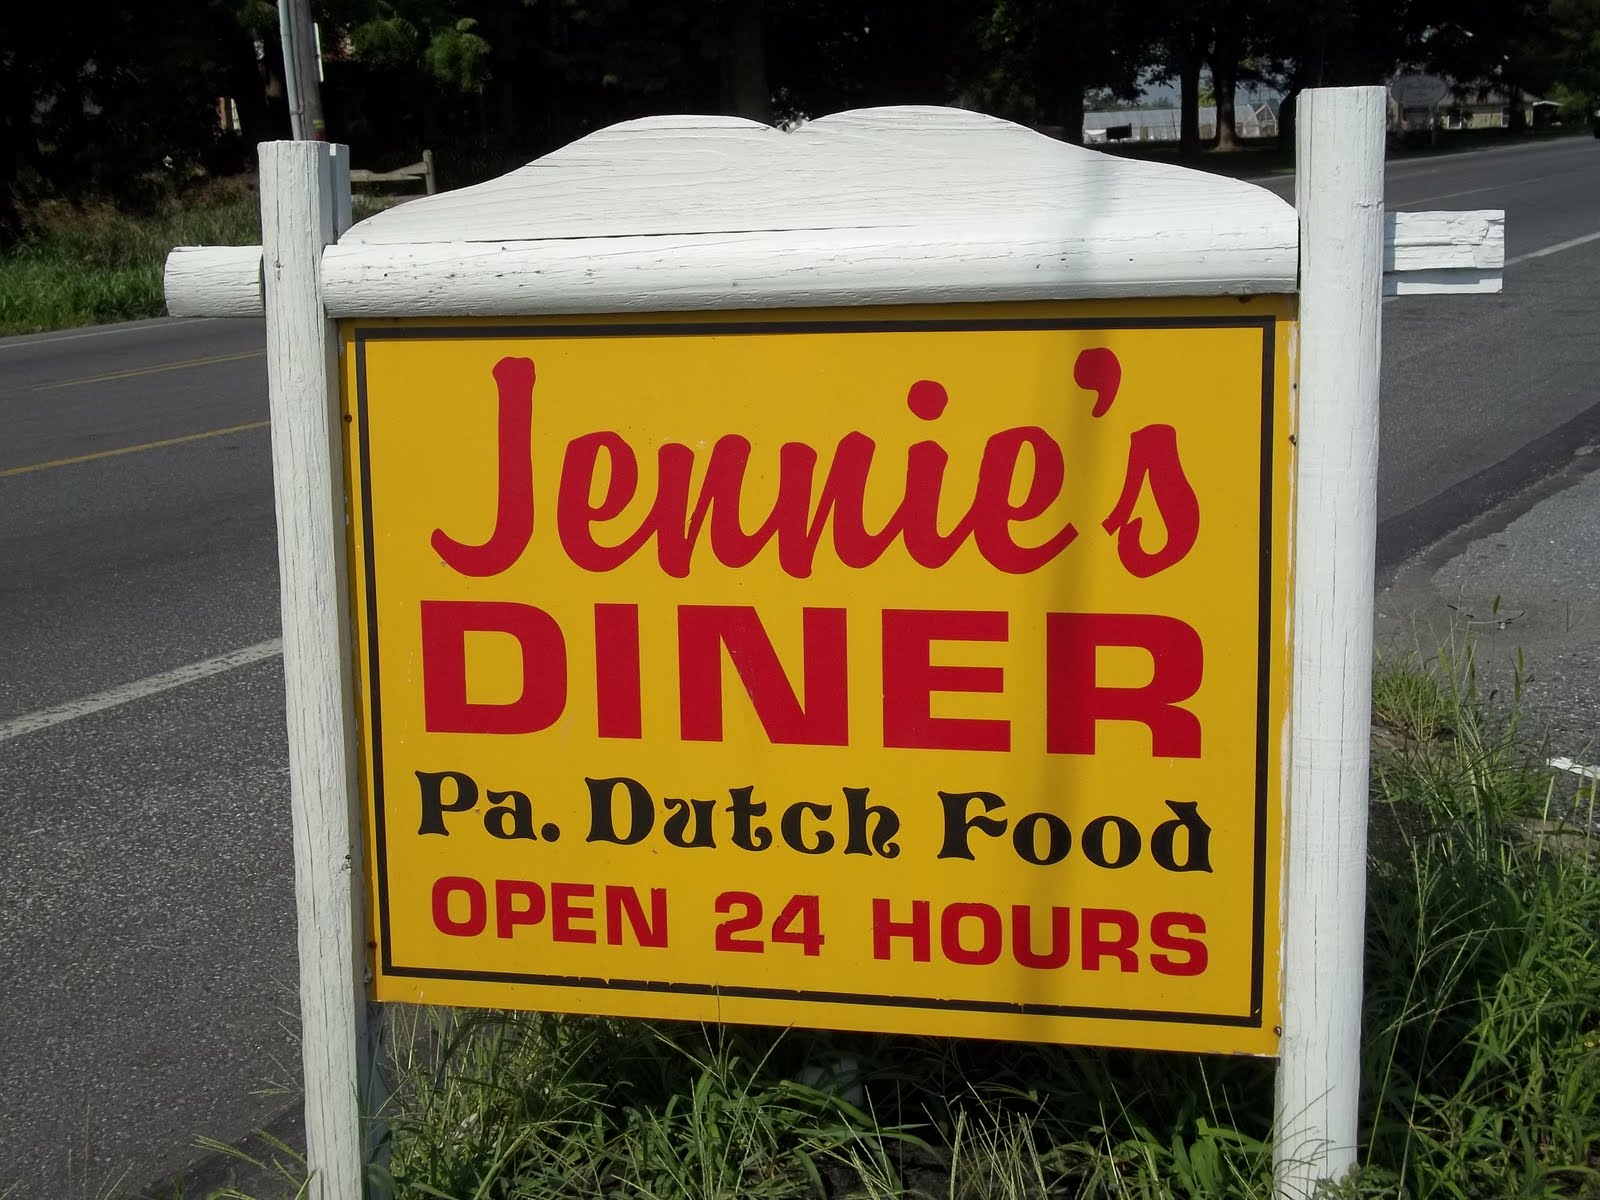 Jennie's
DINER
Pa. Dutch Food
OPEN 24 HOURS